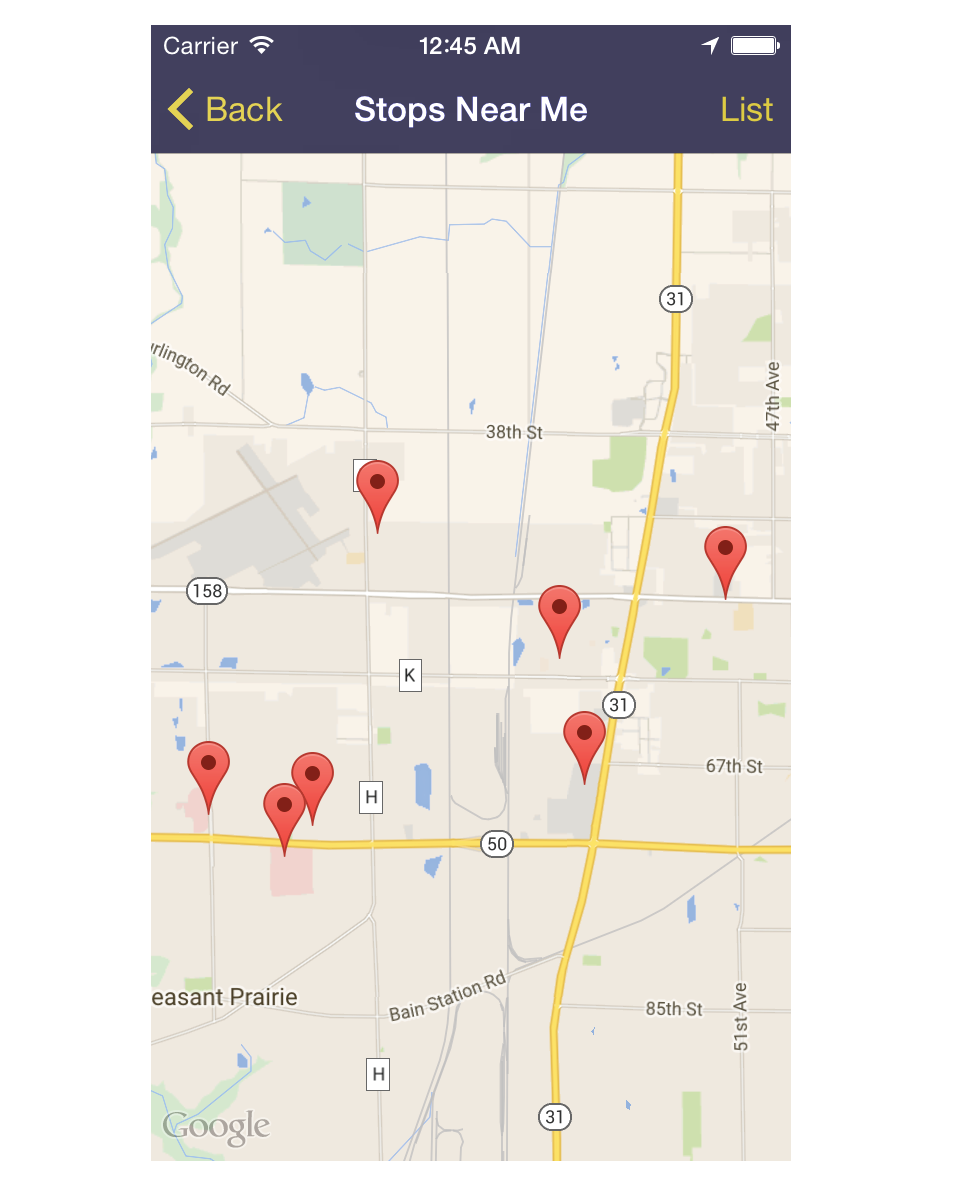 Carrier 12:45 AM
Back Stops Near Me List
31
47th Ave
urlington Rd
38th St
158
K
31
67th St
H
50
easant Prairie
Bain Station Rd
85th St
51st Ave
H
31
Google